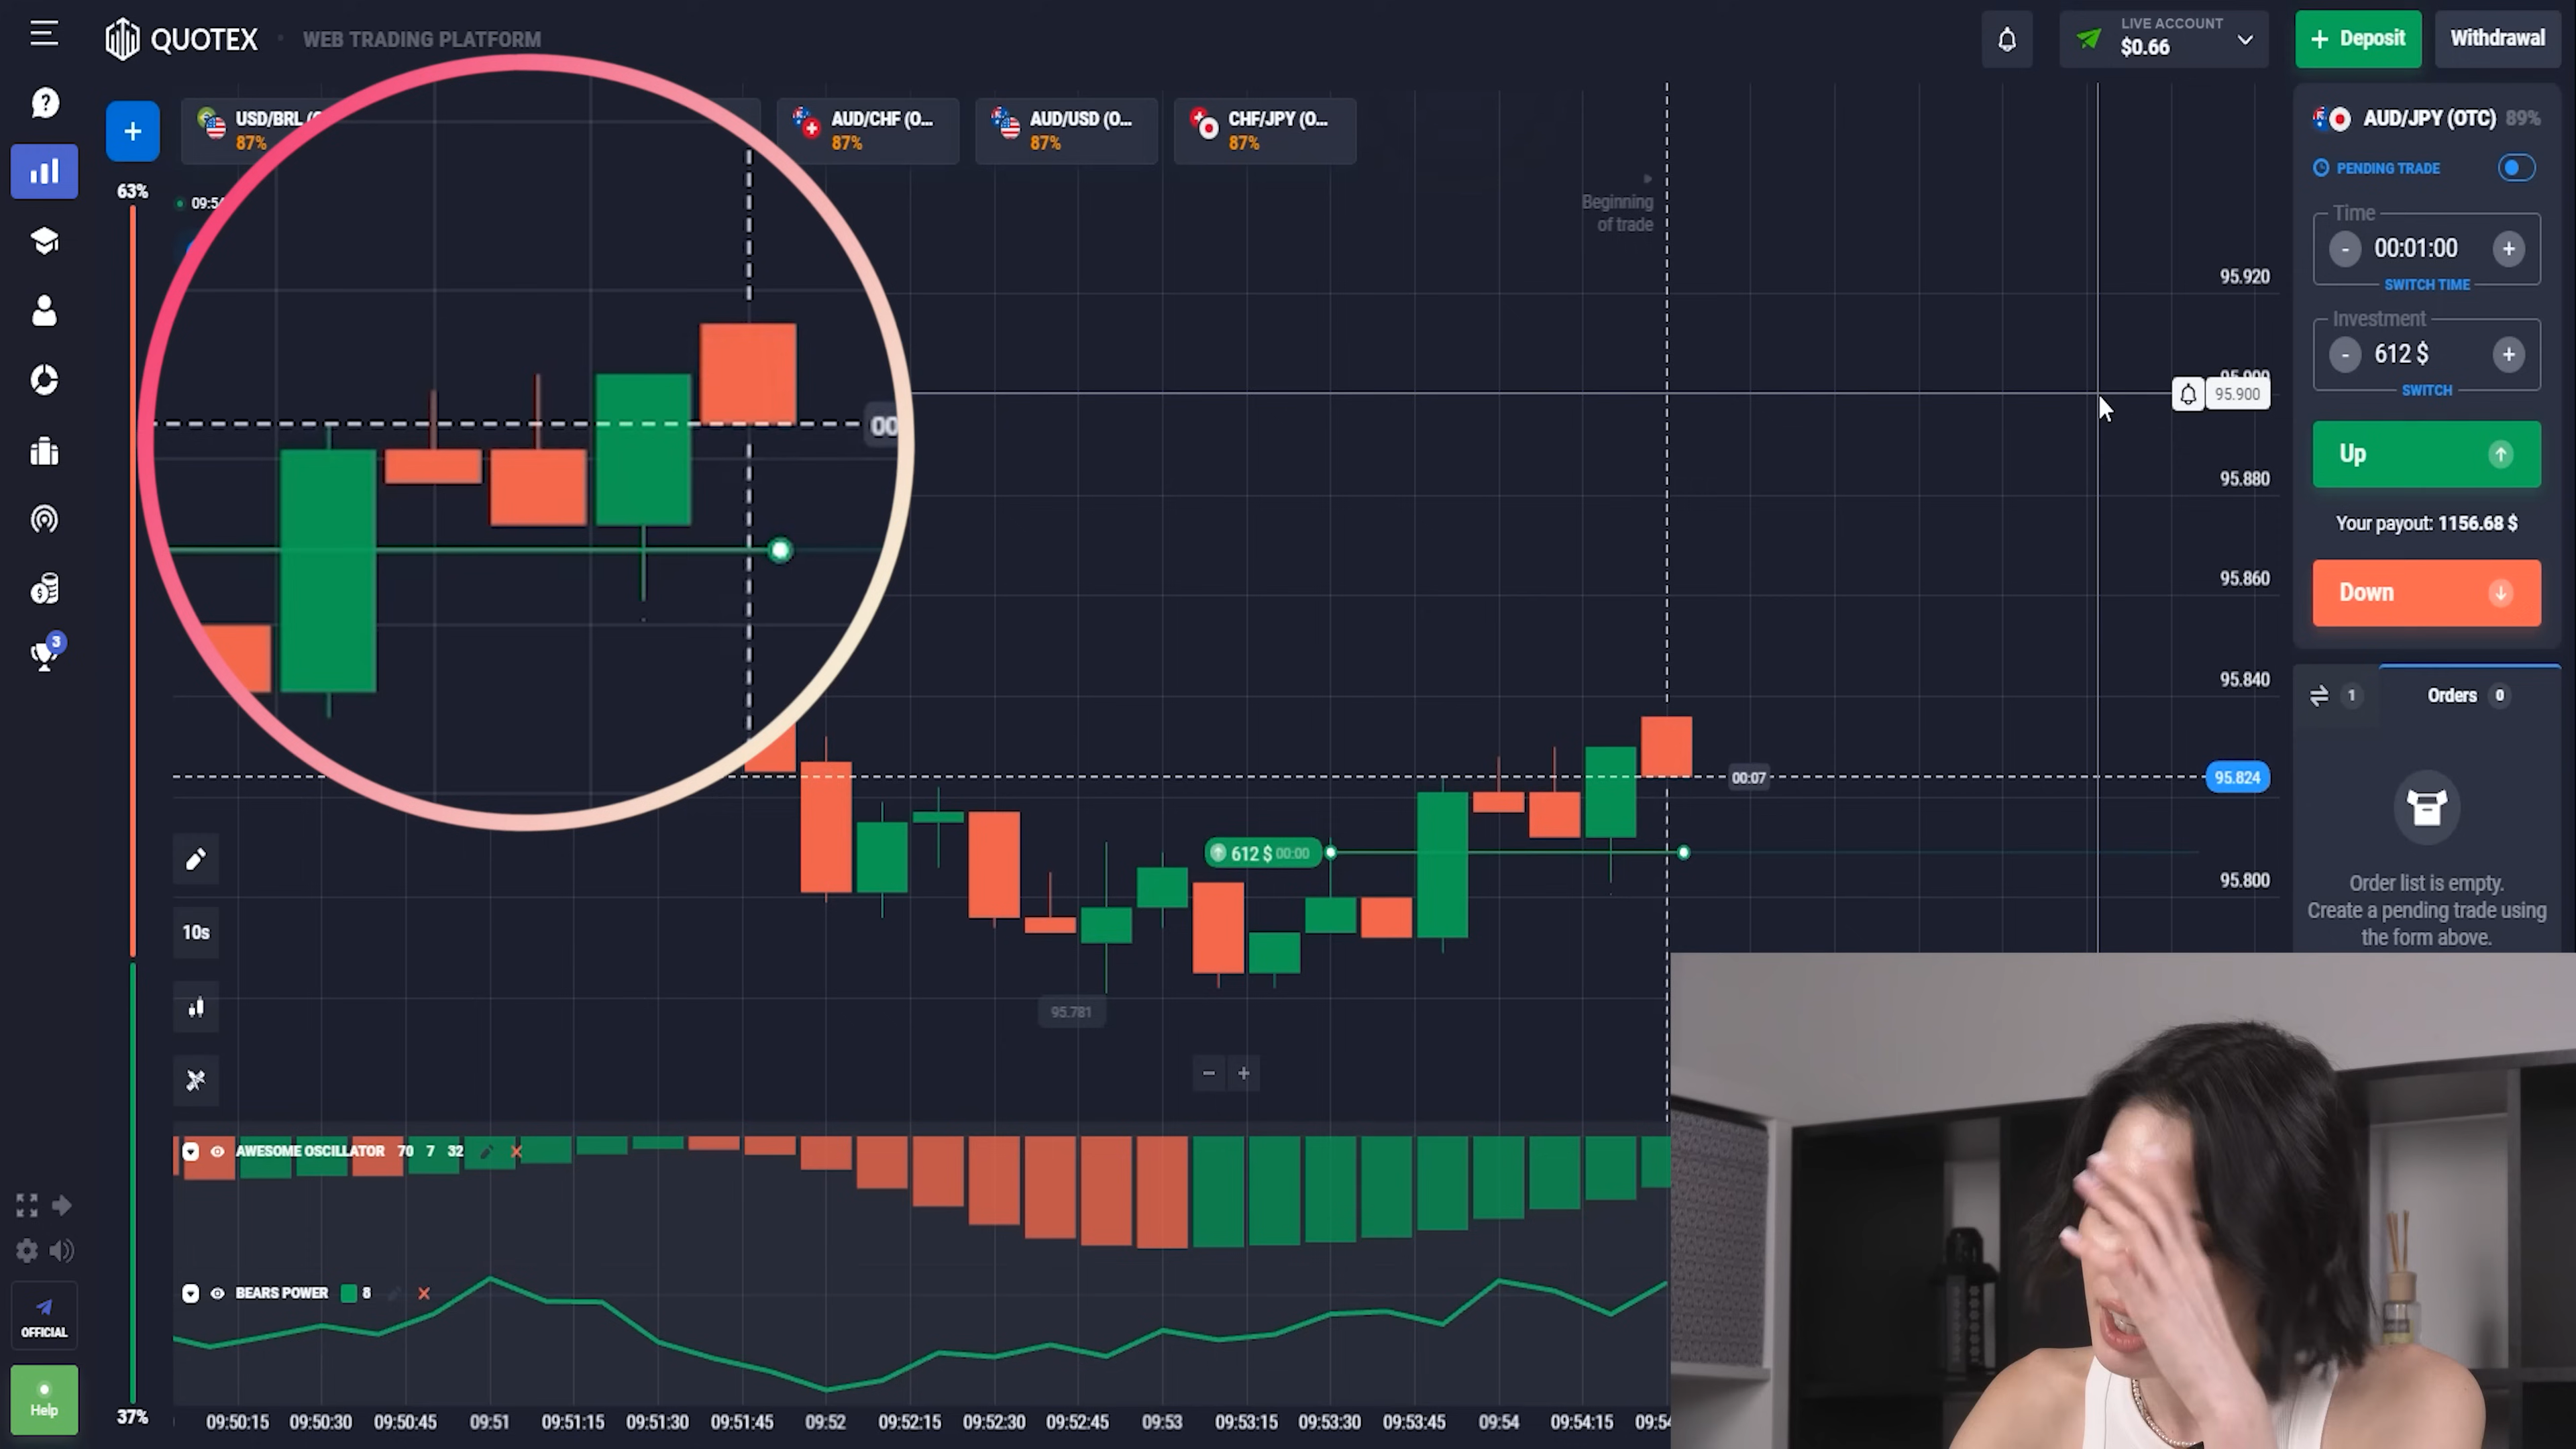 QUOTEX
WEB TRADING PLATFORM
LIVE ACCOUNT
$0.66
+ Deposit
Withdrawal
USD/BRL
87%
AUD/CHF (O...
87%
AUD/USD (O...
87%
CHF/JPY (O...
87%
AUD/JPY (OTC) 89%
PENDING TRADE
Time
- 00:01:00 +
SWITCH TIME
Investment
- 612 $ +
SWITCH
Up
Your payout: 1156.68 $
Down
1
Orders 0
Order list is empty.
Create a pending trade using
the form above.
63%
Beginning
of trade
95.920
95.900
95.880
95.860
95.840
00:07
95.824
95.800
612 $ 00:00
95.781
10s
3
AWESOME OSCILLATOR 70 7 32
BEARS POWER 8
OFFICIAL
Help
37%
09:50:15 09:50:30 09:50:45 09:51 09:51:15 09:51:30 09:51:45 09:52 09:52:15 09:52:30 09:52:45 09:53 09:53:15 09:53:30 09:53:45 09:54 09:54:15